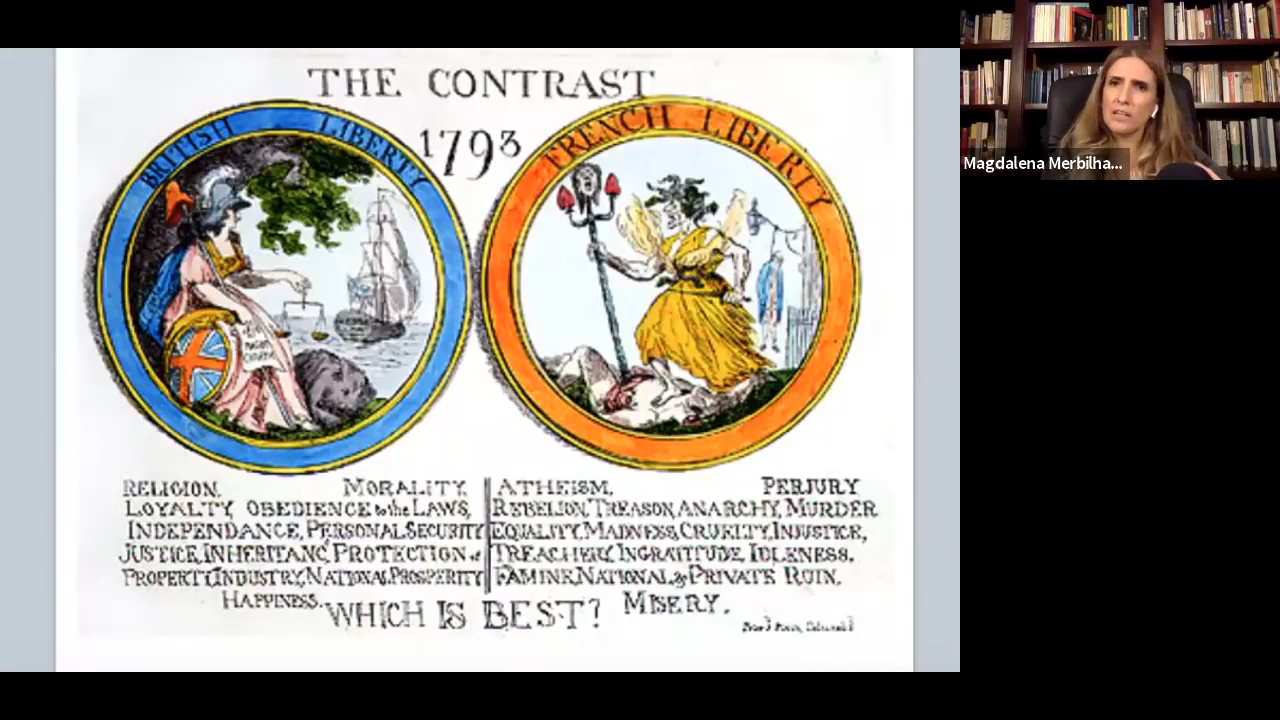 THE CONTRAST
1793
BRITISH LIBERTY
FRENCH LIBERTY
RELIGION. MORALITY,
LOYALTY, OBEDIENCE to the LAWS,
INDEPENDANCE, PERSONAL SECURITY
JUSTICE, INHERITANC, PROTECTION of
PROPERTY, INDUSTRY, NATIONAL PROSPERITY
HAPPINESS.
ATHEISM, PERJURY
REBELION, TREASON, ANARCHY, MURDER
EQUALITY, MADNESS, CRUELTY, INJUSTICE,
TREACHERY, INGRATITUDE, IDLENESS,
FAMINE, NATIONAL & PRIVATE RUIN.
MISERY.
WHICH IS BEST?
Magdalena Merbilha...